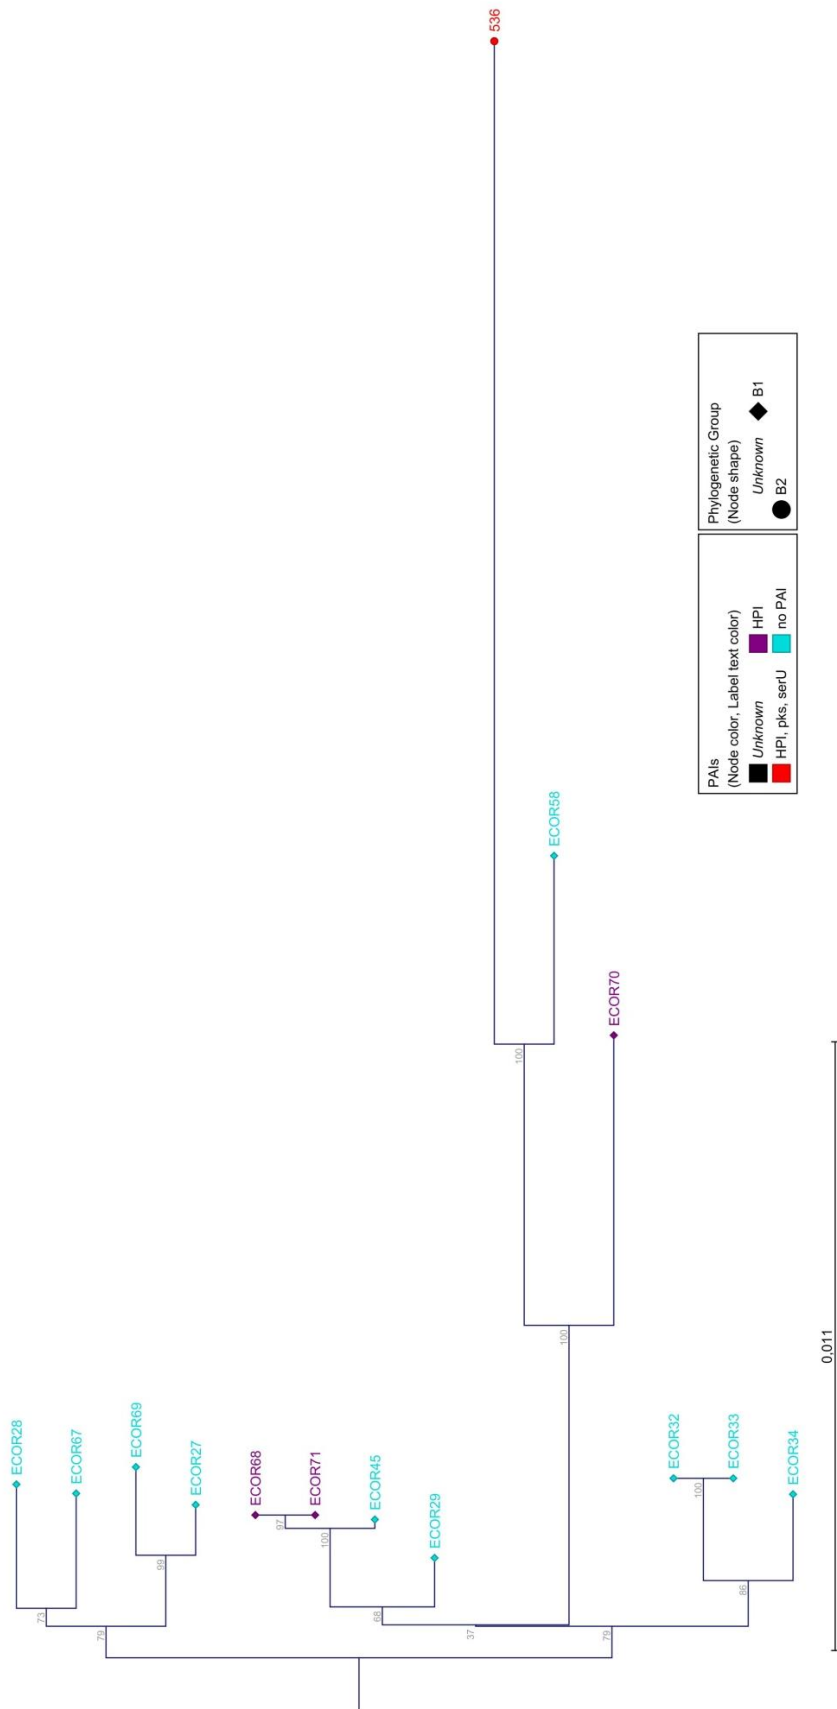 536
ECOR58
ECOR70
ECOR28
ECOR67
ECOR69
ECOR27
ECOR68
ECOR71
ECOR45
ECOR29
ECOR32
ECOR33
ECOR34
100
100
73
99
79
97
100
68
37
79
100
86
0,011
PAIs
(Node color, Label text color)
Unknown
HPI
HPI, pks, serU
no PAI
Phylogenetic Group
(Node shape)
Unknown
B1
B2